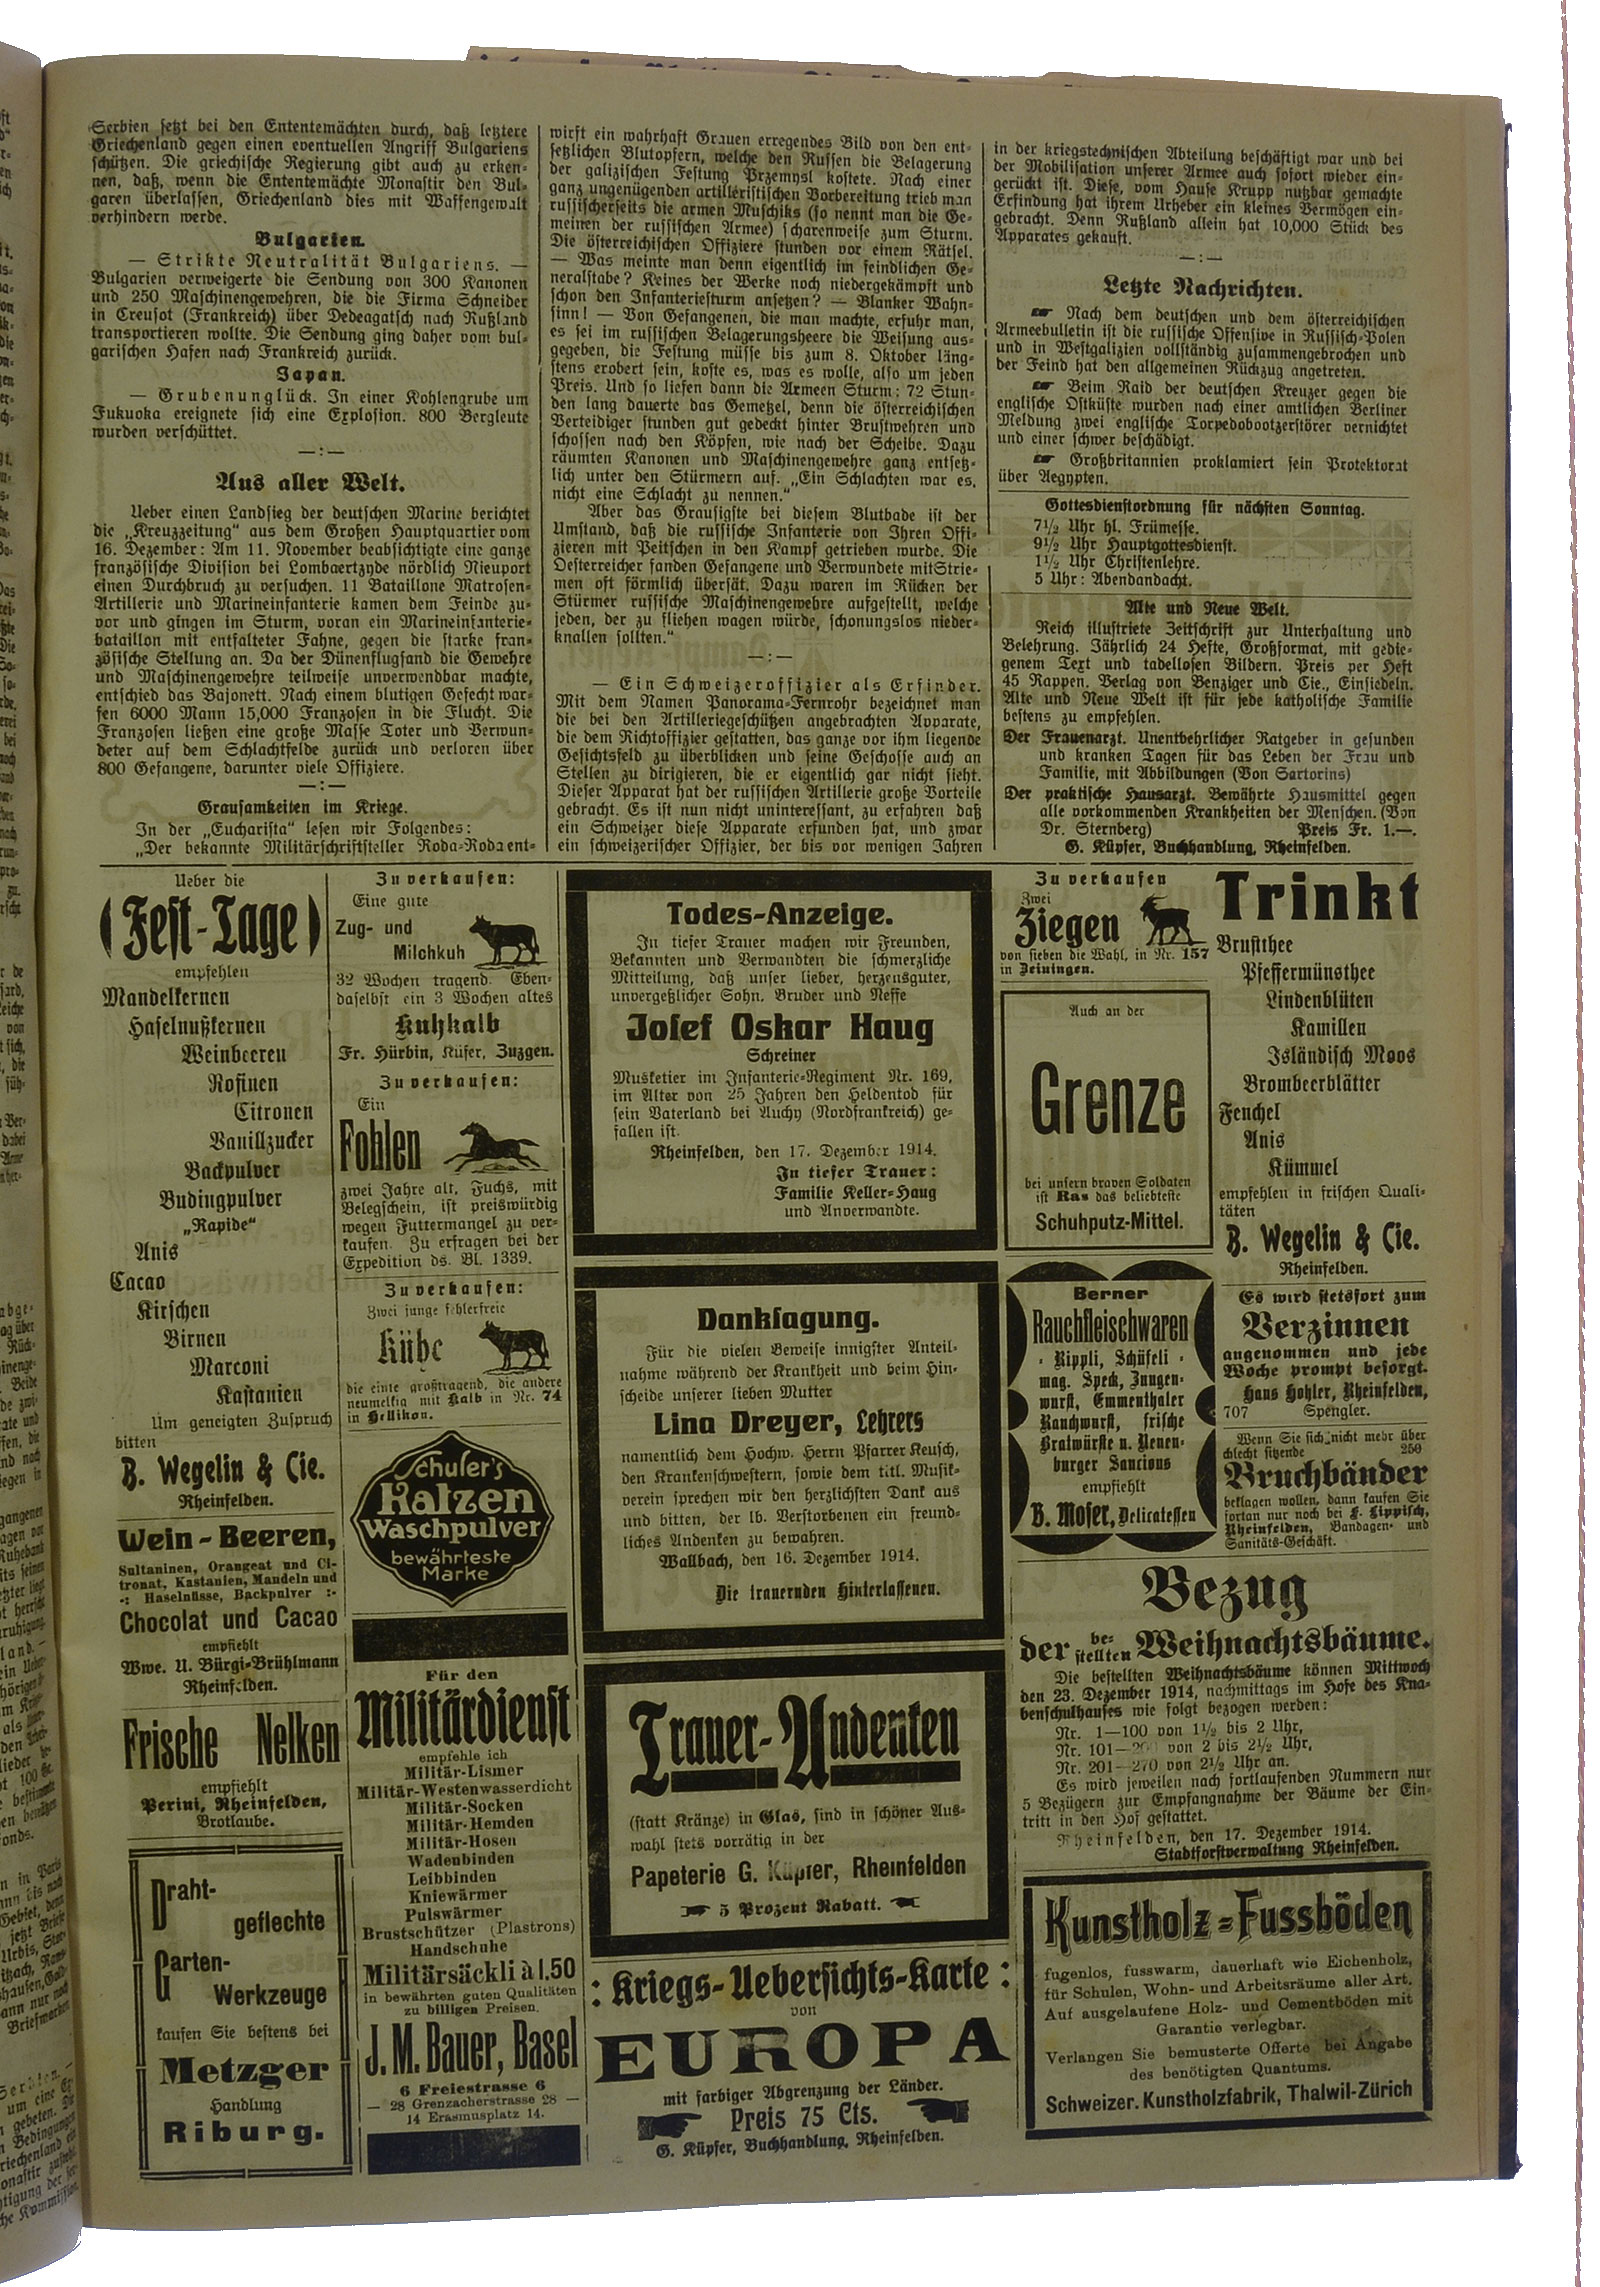 Serbien setzt bei den Ententemächten durch, daß letztere
Griechenland gegen einen eventuellen Angriff Bulgariens
schützen. Die griechische Regierung gibt auch zu erken-
nen, daß, wenn die Ententemächte Monastir den Bul-
garen überlassen, Griechenland dies mit Waffengewalt
verhindern werde.
Bulgarien.
— Strikte Neutralität Bulgariens. —
Bulgarien verweigerte die Sendung von 300 Kanonen
und 250 Maschinengewehren, die die Firma Schneider
in Creusot (Frankreich) über Dedeagatsch nach Rußland
transportieren wollte. Die Sendung ging daher vom bul-
garischen Hafen nach Frankreich zurück.
Japan.
— Grubenunglück. In einer Kohlengrube um
Fukuoka ereignete sich eine Explosion. 800 Bergleute
wurden verschüttet.
—:—
Aus aller Welt.
Ueber einen Landsieg der deutschen Marine berichtet
die „Kreuzzeitung“ aus dem Großen Hauptquartier vom
16. Dezember: Am 11. November beabsichtigte eine ganze
französische Division bei Lombaertzyde nördlich Nieuport
einen Durchbruch zu versuchen. 11 Bataillone Matrosen-
Artillerie und Marineinfanterie kamen dem Feinde zu-
vor und gingen im Sturm, voran ein Marineinfanterie-
bataillon mit entfalteter Fahne, gegen die starke fran-
zösische Stellung an. Da der Dünenflugsand die Gewehre
und Maschinengewehre teilweise unverwendbar machte,
entschied das Bajonett. Nach einem blutigen Gefecht war-
fen 6000 Mann 15,000 Franzosen in die Flucht. Die
Franzosen ließen eine große Masse Toter und Verwun-
deter auf dem Schlachtfelde zurück und verloren über
800 Gefangene, darunter viele Offiziere.
—:—
Grausamkeiten im Kriege.
In der „Eucharista“ lesen wir Folgendes:
„Der bekannte Militärschriftsteller Roda-Roda ent-
wirft ein wahrhaft Grauen erregendes Bild von den ent-
setzlichen Blutopfern, welche den Russen die Belagerung
der galizischen Festung Przemysl kostete. Nach einer
ganz ungenügenden artilleristischen Vorbereitung trieb man
russischerseits die armen Muschiks (so nennt man die Ge-
meinen der russischen Armee) scharenweise zum Sturm.
Die österreichischen Offiziere stunden vor einem Rätsel.
— Was meinte man denn eigentlich im feindlichen Ge-
neralstabe? Keines der Werke noch niedergekämpft und
schon den Infanteriesturm ansetzen? — Blanker Wahn-
sinn! — Von Gefangenen, die man machte, erfuhr man,
es sei im russischen Belagerungsheere die Weisung aus-
gegeben, die Festung müsse bis zum 8. Oktober läng-
stens erobert sein, koste es, was es wolle, also um jeden
Preis. Und so liefen dann die Armeen Sturm; 72 Stun-
den lang dauerte das Gemetzel, denn die österreichischen
Verteidiger stunden gut gedeckt hinter Brustwehren und
schossen nach den Köpfen, wie nach der Scheibe. Dazu
räumten Kanonen und Maschinengewehre ganz entsetz-
lich unter den Stürmern auf. „Ein Schlachten war es,
nicht eine Schlacht zu nennen.“
Aber das Grausigste bei diesem Blutbade ist der
Umstand, daß die russische Infanterie von Ihren Offi-
zieren mit Peitschen in den Kampf getrieben wurde. Die
Oesterreicher fanden Gefangene und Verwundete mit Strie-
men oft förmlich übersät. Dazu waren im Rücken der
Stürmer russische Maschinengewehre aufgestellt, welche
jeden, der zu fliehen wagen würde, schonungslos nieder-
knallen sollten.“
—:—
— Ein Schweizeroffizier als Erfinder.
Mit dem Namen Panorama-Fernrohr bezeichnet man
die bei den Artilleriegeschützen angebrachten Apparate,
die dem Richtoffizier gestatten, das ganze vor ihm liegende
Gesichtsfeld zu überblicken und seine Geschosse auch an
Stellen zu dirigieren, die er eigentlich gar nicht sieht.
Dieser Apparat hat der russischen Artillerie große Vorteile
gebracht. Es ist nun nicht uninteressant, zu erfahren daß
ein Schweizer diese Apparate erfunden hat, und zwar
ein schweizerischer Offizier, der bis vor wenigen Jahren
in der kriegstechnischen Abteilung beschäftigt war und bei
der Mobilisation unserer Armee auch sofort wieder ein-
gerückt ist. Diese, vom Hause Krupp nutzbar gemachte
Erfindung hat ihrem Urheber ein kleines Vermögen ein-
gebracht. Denn Rußland allein hat 10,000 Stück des
Apparates gekauft.
—:—
Letzte Nachrichten.
☛ Nach dem deutschen und dem österreichischen
Armeebulletin ist die russische Offensive in Russisch-Polen
und in Westgalizien vollständig zusammengebrochen und
der Feind hat den allgemeinen Rückzug angetreten.
☛ Beim Raid der deutschen Kreuzer gegen die
englische Ostküste wurden nach einer amtlichen Berliner
Meldung zwei englische Torpedobootzerstörer vernichtet
und einer schwer beschädigt.
☛ Großbritannien proklamiert sein Protektorat
über Aegypten.
Gottesdienstordnung für nächsten Sonntag.
7½ Uhr hl. Frümesse.
9½ Uhr Hauptgottesdienst.
1½ Uhr Christenlehre.
5 Uhr: Abendandacht.
Alte und Neue Welt.
Reich illustriete Zeitschrift zur Unterhaltung und
Belehrung. Jährlich 24 Hefte, Großformat, mit gedie-
genem Text und tadellosen Bildern. Preis per Heft
45 Rappen. Verlag von Benziger und Cie., Einsiedeln.
Alte und Neue Welt ist für jede katholische Familie
bestens zu empfehlen.
Der Frauenarzt. Unentbehrlicher Ratgeber in gesunden
und kranken Tagen für das Leben der Frau und
Familie, mit Abbildungen (Von Sartorins)
Der praktische Hausarzt. Bewährte Hausmittel gegen
alle vorkommenden Krankheiten der Menschen. (Von
Dr. Sternberg) Preis Fr. 1.—.
G. Küpfer, Buchhandlung, Rheinfelden.
Ueber die
(Fest-Tage)
empfehlen
Mandelkernen
Haselnußkernen
Weinbeeren
Rosinen
Citronen
Vanillzucker
Backpulver
Budingpulver
„Rapide“
Anis
Cacao
Kirschen
Birnen
Marconi
Kastanien
Um geneigten Zuspruch
bitten
B. Wegelin & Cie.
Rheinfelden.
Wein-Beeren,
Sultaninen, Orangeat und Ci-
tronat, Kastanien, Mandeln und
-: Haselnüsse, Backpulver :-
Chocolat und Cacao
empfiehlt
Wwe. U. Bürgi-Brühlmann
Rheinfelden.
Frische Nelken
empfiehlt
Perini, Rheinfelden,
Brotlaube.
Draht-
geflechte
Garten-
Werkzeuge
kaufen Sie bestens bei
Metzger
Handlung
Riburg.
Zu verkaufen:
Eine gute
Zug- und
Milchkuh
32 Wochen tragend. Eben-
daselbst ein 3 Wochen altes
Kuhkalb
Fr. Hürbin, Küfer, Zuzgen.
Zu verkaufen:
Ein
Fohlen
zwei Jahre alt, Fuchs, mit
Belegschein, ist preiswürdig
wegen Futtermangel zu ver-
kaufen. Zu erfragen bei der
Expedition ds. Bl. 1339.
Zu verkaufen:
Zwei junge fehlerfreie
Kühe
die eine großtragend, die andere
neumelkig mit Kalb in Nr. 74
in Hellikon.
Schuler's
Katzen
Waschpulver
bewährteste
Marke
Für den
Militärdienst
empfehle ich
Militär-Lismer
Militär-Westen wasserdicht
Militär-Socken
Militär-Hemden
Militär-Hosen
Wadenbinden
Leibbinden
Kniewärmer
Pulswärmer
Brustschützer (Plastrons)
Handschuhe
Militärsäckli à 1.50
in bewährten guten Qualitäten
zu billigen Preisen.
J. M. Bauer, Basel
6 Freiestrasse 6
— 28 Grenzacherstrasse 28 —
14 Erasmusplatz 14.
Todes-Anzeige.
In tiefer Trauer machen wir Freunden,
Bekannten und Verwandten die schmerzliche
Mitteilung, daß unser lieber, herzensguter,
unvergeßlicher Sohn, Bruder und Neffe
Josef Oskar Haug
Schreiner
Musketier im Infanterie-Regiment Nr. 169,
im Alter von 25 Jahren den Heldentod für
sein Vaterland bei Auchy (Nordfrankreich) ge-
fallen ist.
Rheinfelden, den 17. Dezember 1914.
In tiefer Trauer:
Familie Keller-Haug
und Anverwandte.
Danksagung.
Für die vielen Beweise innigster Anteil-
nahme während der Krankheit und beim Hin-
scheide unserer lieben Mutter
Lina Dreyer, Lehrers
namentlich dem Hochw. Herrn Pfarrer Keusch,
den Krankenschwestern, sowie dem titl. Musik-
verein sprechen wir den herzlichsten Dank aus
und bitten, der lb. Verstorbenen ein freund-
liches Andenken zu bewahren.
Wallbach, den 16. Dezember 1914.
Die trauernden Hinterlassenen.
Trauer-Andenken
(statt Kränze) in Glas, sind in schöner Aus-
wahl stets vorrätig in der
Papeterie G. Küpfer, Rheinfelden
☛ 5 Prozent Rabatt. ☚
: Kriegs-Uebersichts-Karte :
von
EUROPA
mit farbiger Abgrenzung der Länder.
Preis 75 Cts.
G. Küpfer, Buchhandlung, Rheinfelden.
Zu verkaufen
Zwei
Ziegen
von sieben die Wahl, in Nr. 157
in Zeiningen.
Auch an der
Grenze
bei unsern braven Soldaten
ist Ras das beliebteste
Schuhputz-Mittel.
Trinkt
Brustthee
Pfeffermünsthee
Lindenblüten
Kamillen
Isländisch Moos
Brombeerblätter
Fenchel
Anis
Kümmel
empfehlen in frischen Quali-
täten
B. Wegelin & Cie.
Rheinfelden.
Berner
Rauchfleischwaren
- Rippli, Schüfeli -
mag. Speck, Zungen-
wurst, Emmenthaler
Rauchwurst, frische
Bratwürste u. Neuen-
burger Sancious
empfiehlt
B. Moser, Delicatessen
Es wird stetsfort zum
Verzinnen
angenommen und jede
Woche prompt besorgt.
Hans Hohler, Rheinfelden,
707 Spengler.
Wenn Sie sich nicht mehr über
chlecht sitzende 250
Bruchbänder
beklagen wollen, dann kaufen Sie
fortan nur noch bei F. Lippisch,
Rheinfelden, Bandagen- und
Sanitäts-Geschäft.
Bezug
der be-
stellten Weihnachtsbäume.
Die bestellten Weihnachtsbäume können Mittwoch
den 23. Dezember 1914, nachmittags im Hofe des Kna-
benschulhauses wie folgt bezogen werden:
Nr. 1—100 von 1½ bis 2 Uhr,
Nr. 101—200 von 2 bis 2½ Uhr,
Nr. 201—270 von 2½ Uhr an.
Es wird jeweilen nach fortlaufenden Nummern nur
5 Bezügern zur Empfangnahme der Bäume der Ein-
tritt in den Hof gestattet.
Rheinfelden, den 17. Dezember 1914.
Stadtforstverwaltung Rheinfelden.
Kunstholz=Fussböden
fugenlos, fusswarm, dauerhaft wie Eichenholz,
für Schulen, Wohn- und Arbeitsräume aller Art.
Auf ausgelaufene Holz- und Cementböden mit
Garantie verlegbar.
Verlangen Sie bemusterte Offerte bei Angabe
des benötigten Quantums.
Schweizer. Kunstholzfabrik, Thalwil-Zürich